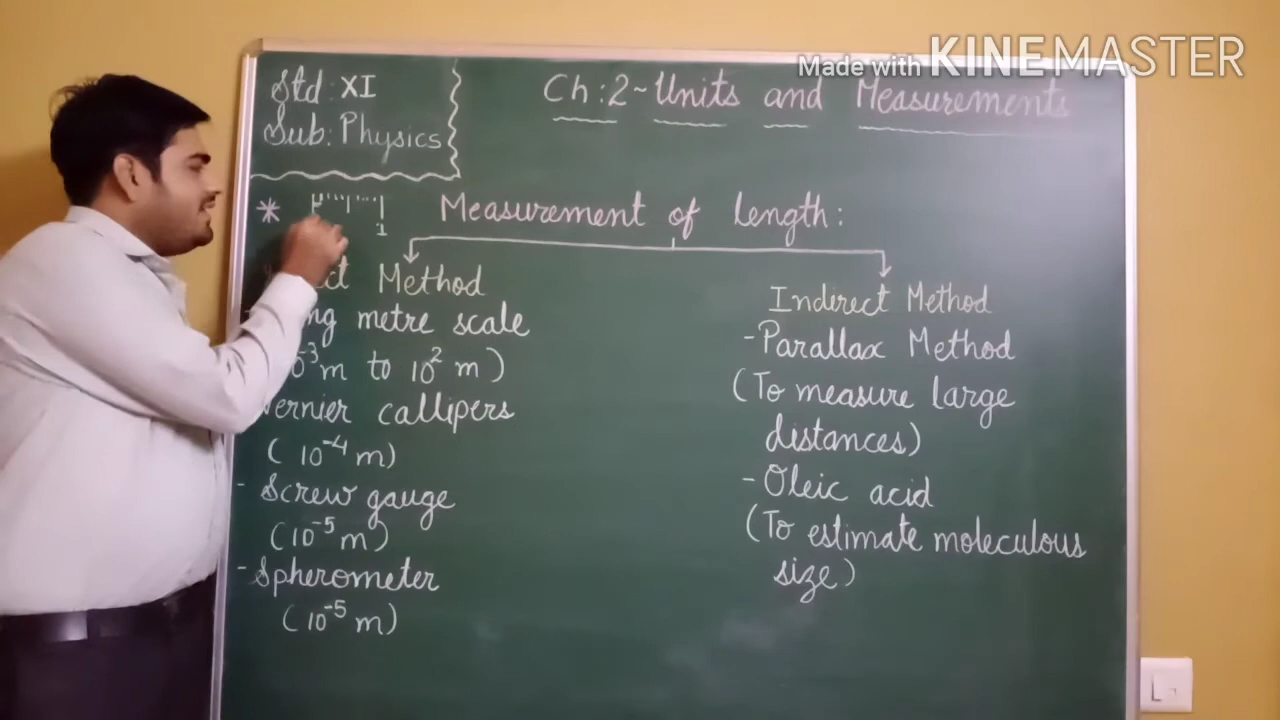 Made with KINEMASTER
Std: XI
Sub: Physics
Ch: 2 ~ Units and Measurements
* Measurement of length:
1
Method
metre scale
m to 10² m)
callipers
(10⁻⁴ m)
- Screw gauge
(10⁻⁵ m)
- Spherometer
(10⁻⁵ m)
Indirect Method
- Parallax Method
(To measure large
distances)
- Oleic acid
(To estimate moleculous
size)